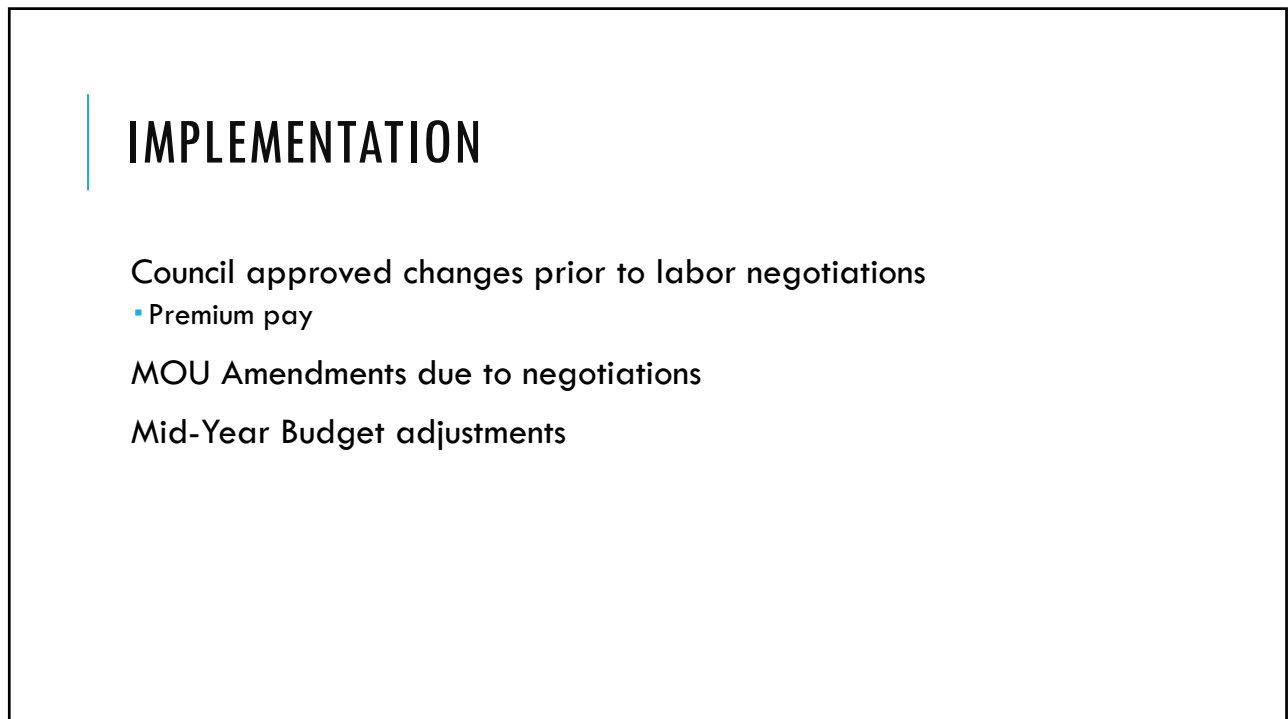 IMPLEMENTATION
Council approved changes prior to labor negotiations
▪ Premium pay
MOU Amendments due to negotiations
Mid-Year Budget adjustments